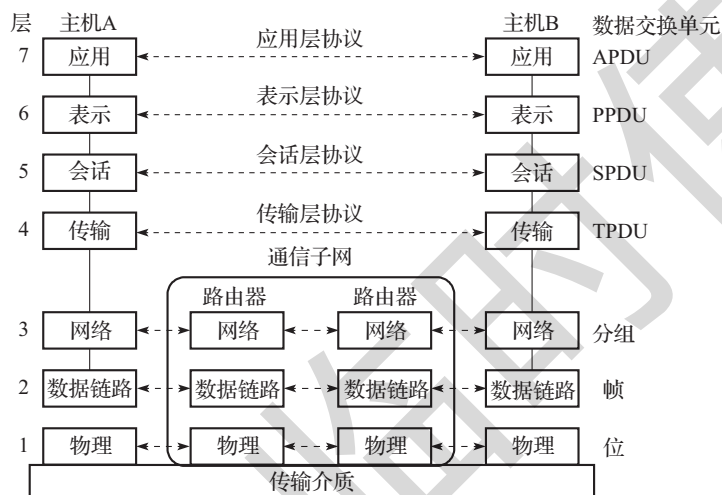 层 主机A 主机B 数据交换单元
7 应用 应用层协议 应用 APDU
6 表示 表示层协议 表示 PPDU
5 会话 会话层协议 会话 SPDU
4 传输 传输层协议 传输 TPDU
通信子网
路由器 路由器
3 网络 网络 网络 网络 分组
2 数据链路 数据链路 数据链路 数据链路 帧
1 物理 物理 物理 物理 位
传输介质
临时使